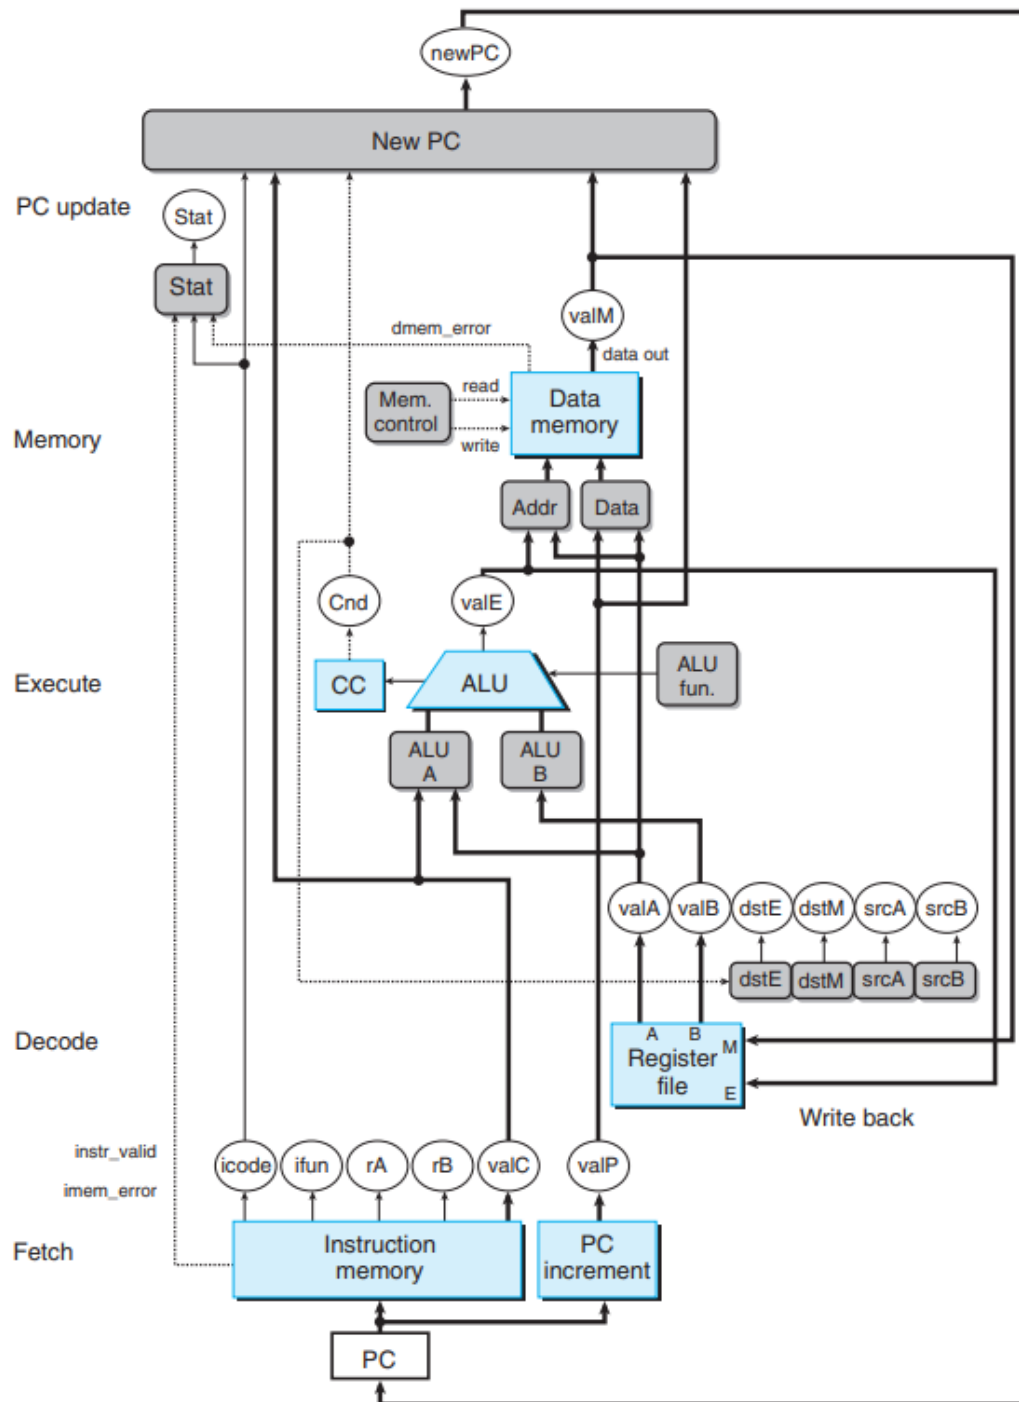 newPC
New PC
PC update
Stat
Stat
valM
dmem_error
data out
read
Mem.
control
Data
memory
Memory
write
Addr
Data
Cnd
valE
Execute
CC
ALU
ALU
fun.
ALU
A
ALU
B
valA
valB
dstE
dstM
srcA
srcB
dstE
dstM
srcA
srcB
Decode
A
B
M
Register
file
E
Write back
instr_valid
icode
ifun
rA
rB
valC
valP
imem_error
Fetch
Instruction
memory
PC
increment
PC